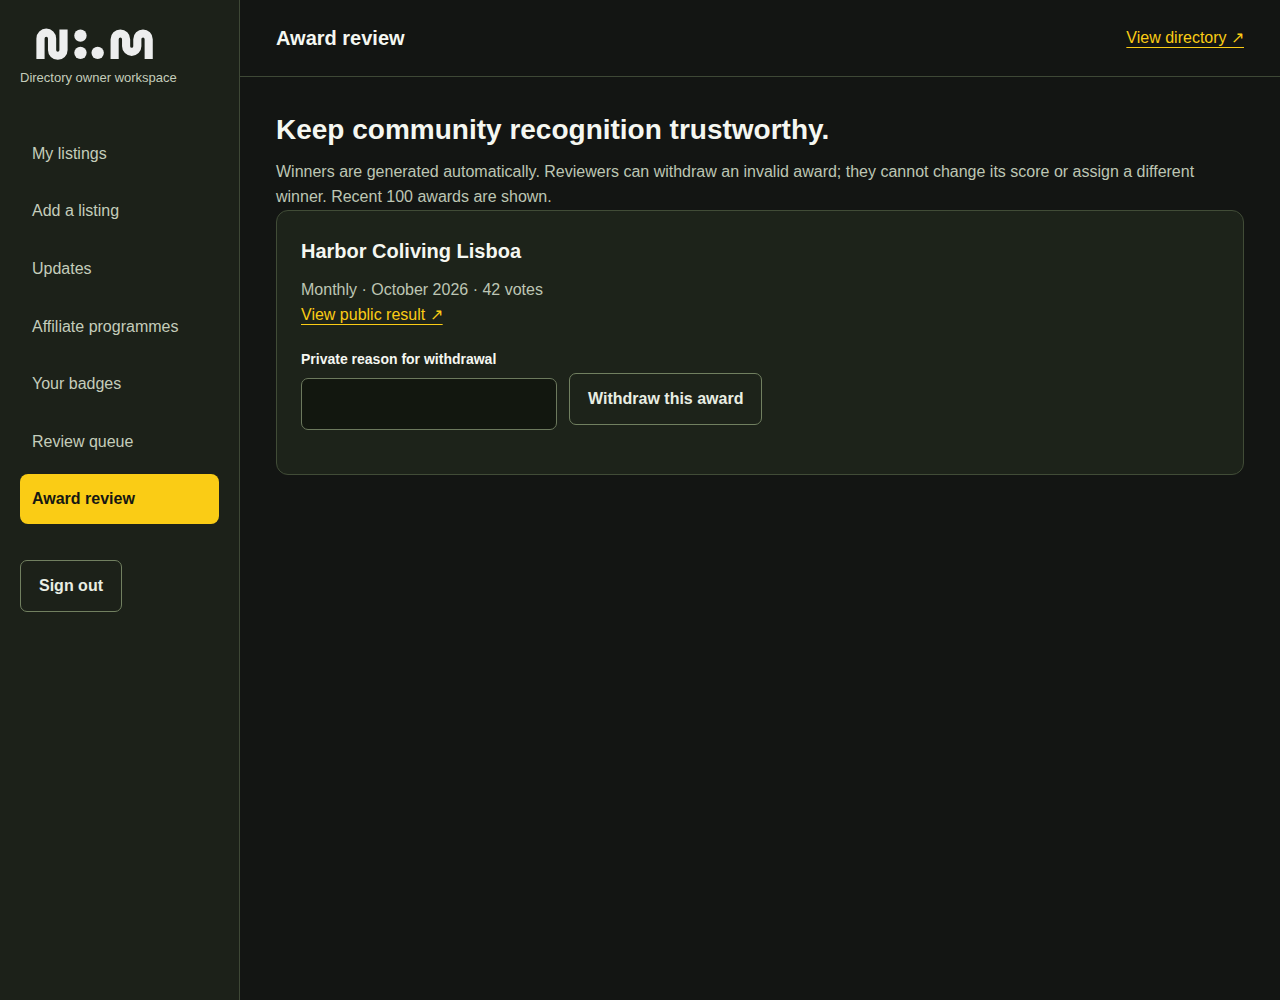 Directory owner workspace
My listings
Add a listing
Updates
Affiliate programmes
Your badges
Review queue
Award review
Sign out
Award review
View directory ↗
Keep community recognition trustworthy.
Winners are generated automatically. Reviewers can withdraw an invalid award; they cannot change its score or assign a different
winner. Recent 100 awards are shown.
Harbor Coliving Lisboa
Monthly · October 2026 · 42 votes
View public result ↗
Private reason for withdrawal
Withdraw this award